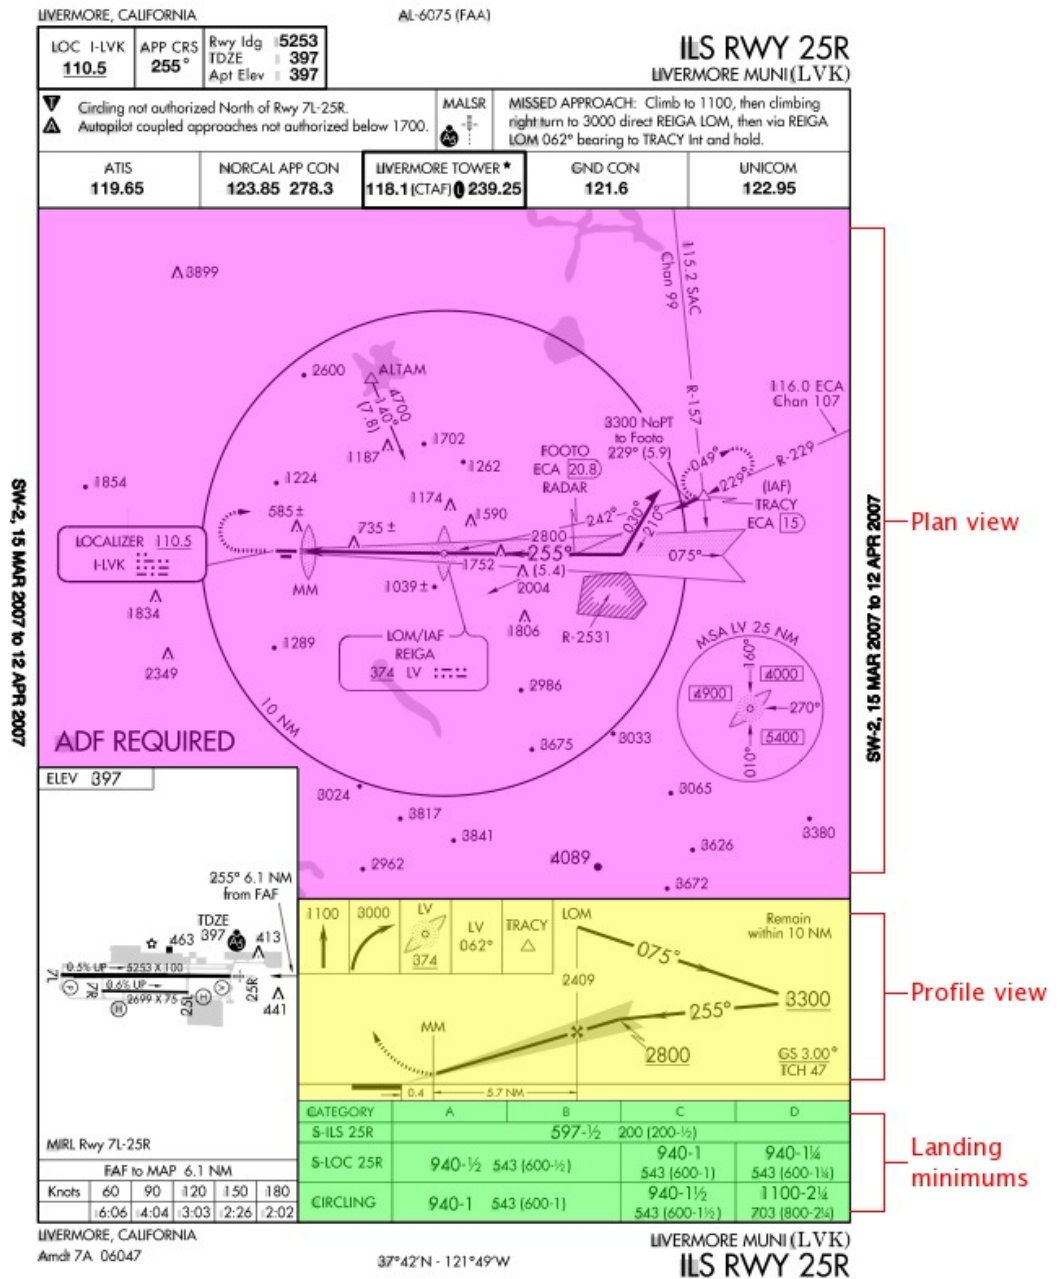 LIVERMORE, CALIFORNIA
AL-6075 (FAA)
LOC I-LVK
110.5
APP CRS
255°
Rwy ldg 5253
TDZE 397
Apt Elev 397
ILS RWY 25R
LIVERMORE MUNI (LVK)
T Circling not authorized North of Rwy 7L-25R.
A Autopilot coupled approaches not authorized below 1700.
MALSR
MISSED APPROACH: Climb to 1100, then climbing
right turn to 3000 direct REIGA LOM, then via REIGA
LOM 062° bearing to TRACY Int and hold.
ATIS
119.65
NORCAL APP CON
123.85 278.3
LIVERMORE TOWER ★
118.1 (CTAF) L 239.25
GND CON
121.6
UNICOM
122.95
115.2 SAC
Chan 99
R-157
3899
2600
ALTAM
4700
140°
(7.8)
116.0 ECA
Chan 107
R-229
3300 NoPT
to Footo
229° (5.9)
1702
1187
1262
FOOTO
ECA 20.8
RADAR
049°
229°
(IAF)
TRACY
ECA 15
1854
1224
1174
1590
585 ±
735 ±
242°
030°
210°
2800
255°
(5.4)
075°
LOCALIZER 110.5
I-LVK
1752
MM
1039 ±
2004
1834
1806
R-2531
1289
2349
LOM/IAF
REIGA
374 LV
MSA LV 25 NM
160°
4000
4900
270°
5400
010°
2986
10 NM
3675
3033
ADF REQUIRED
3024
3817
3841
2962
4089
3065
3380
3626
3672
SW-2, 15 MAR 2007 to 12 APR 2007
SW-2, 15 MAR 2007 to 12 APR 2007
Plan view
ELEV 397
255° 6.1 NM
from FAF
TDZE
397
463
413
0.5% UP
5253 X 100
0.6% UP
2699 X 75
7L
7R
25L
25R
441
MIRL Rwy 7L-25R
FAF to MAP 6.1 NM
Knots 60 90 120 150 180
6:06 4:04 3:03 2:26 2:02
1100
3000
LV
374
LV
062°
TRACY
LOM
Remain
within 10 NM
075°
2409
3300
255°
MM
2800
GS 3.00°
TCH 47
0.4
5.7 NM
Profile view
CATEGORY A B C D
S-ILS 25R 597-½ 200 (200-½)
S-LOC 25R 940-½ 543 (600-½) 940-1 543 (600-1) 940-1¼ 543 (600-1¼)
CIRCLING 940-1 543 (600-1) 940-1½ 543 (600-1½) 1100-2¼ 703 (800-2¼)
Landing
minimums
LIVERMORE, CALIFORNIA
Amdt 7A 06047
37°42'N - 121°49'W
LIVERMORE MUNI (LVK)
ILS RWY 25R